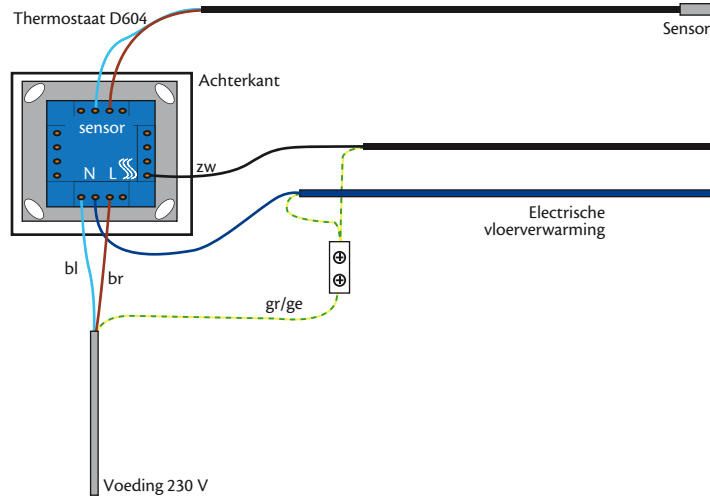 Thermostaat D604
Sensor
Achterkant
sensor
N L
zw
Electrische
vloerverwarming
bl
br
gr/ge
Voeding 230 V